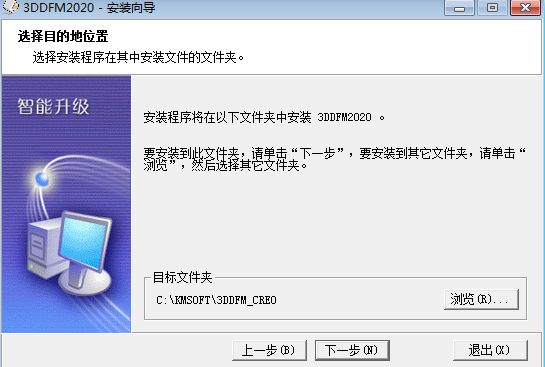 3DDFM2020 - 安装向导
选择目的地位置
选择安装程序在其中安装文件的文件夹。
智能升级
安装程序将在以下文件夹中安装 3DDFM2020 。
要安装到此文件夹，请单击“下一步”，要安装到其它文件夹，请单击“
浏览”，然后选择其它文件夹。
目标文件夹
C:\KMSOFT\3DDFM_CREO
浏览(R)...
上一步(B) 下一步(N) 退出(X)